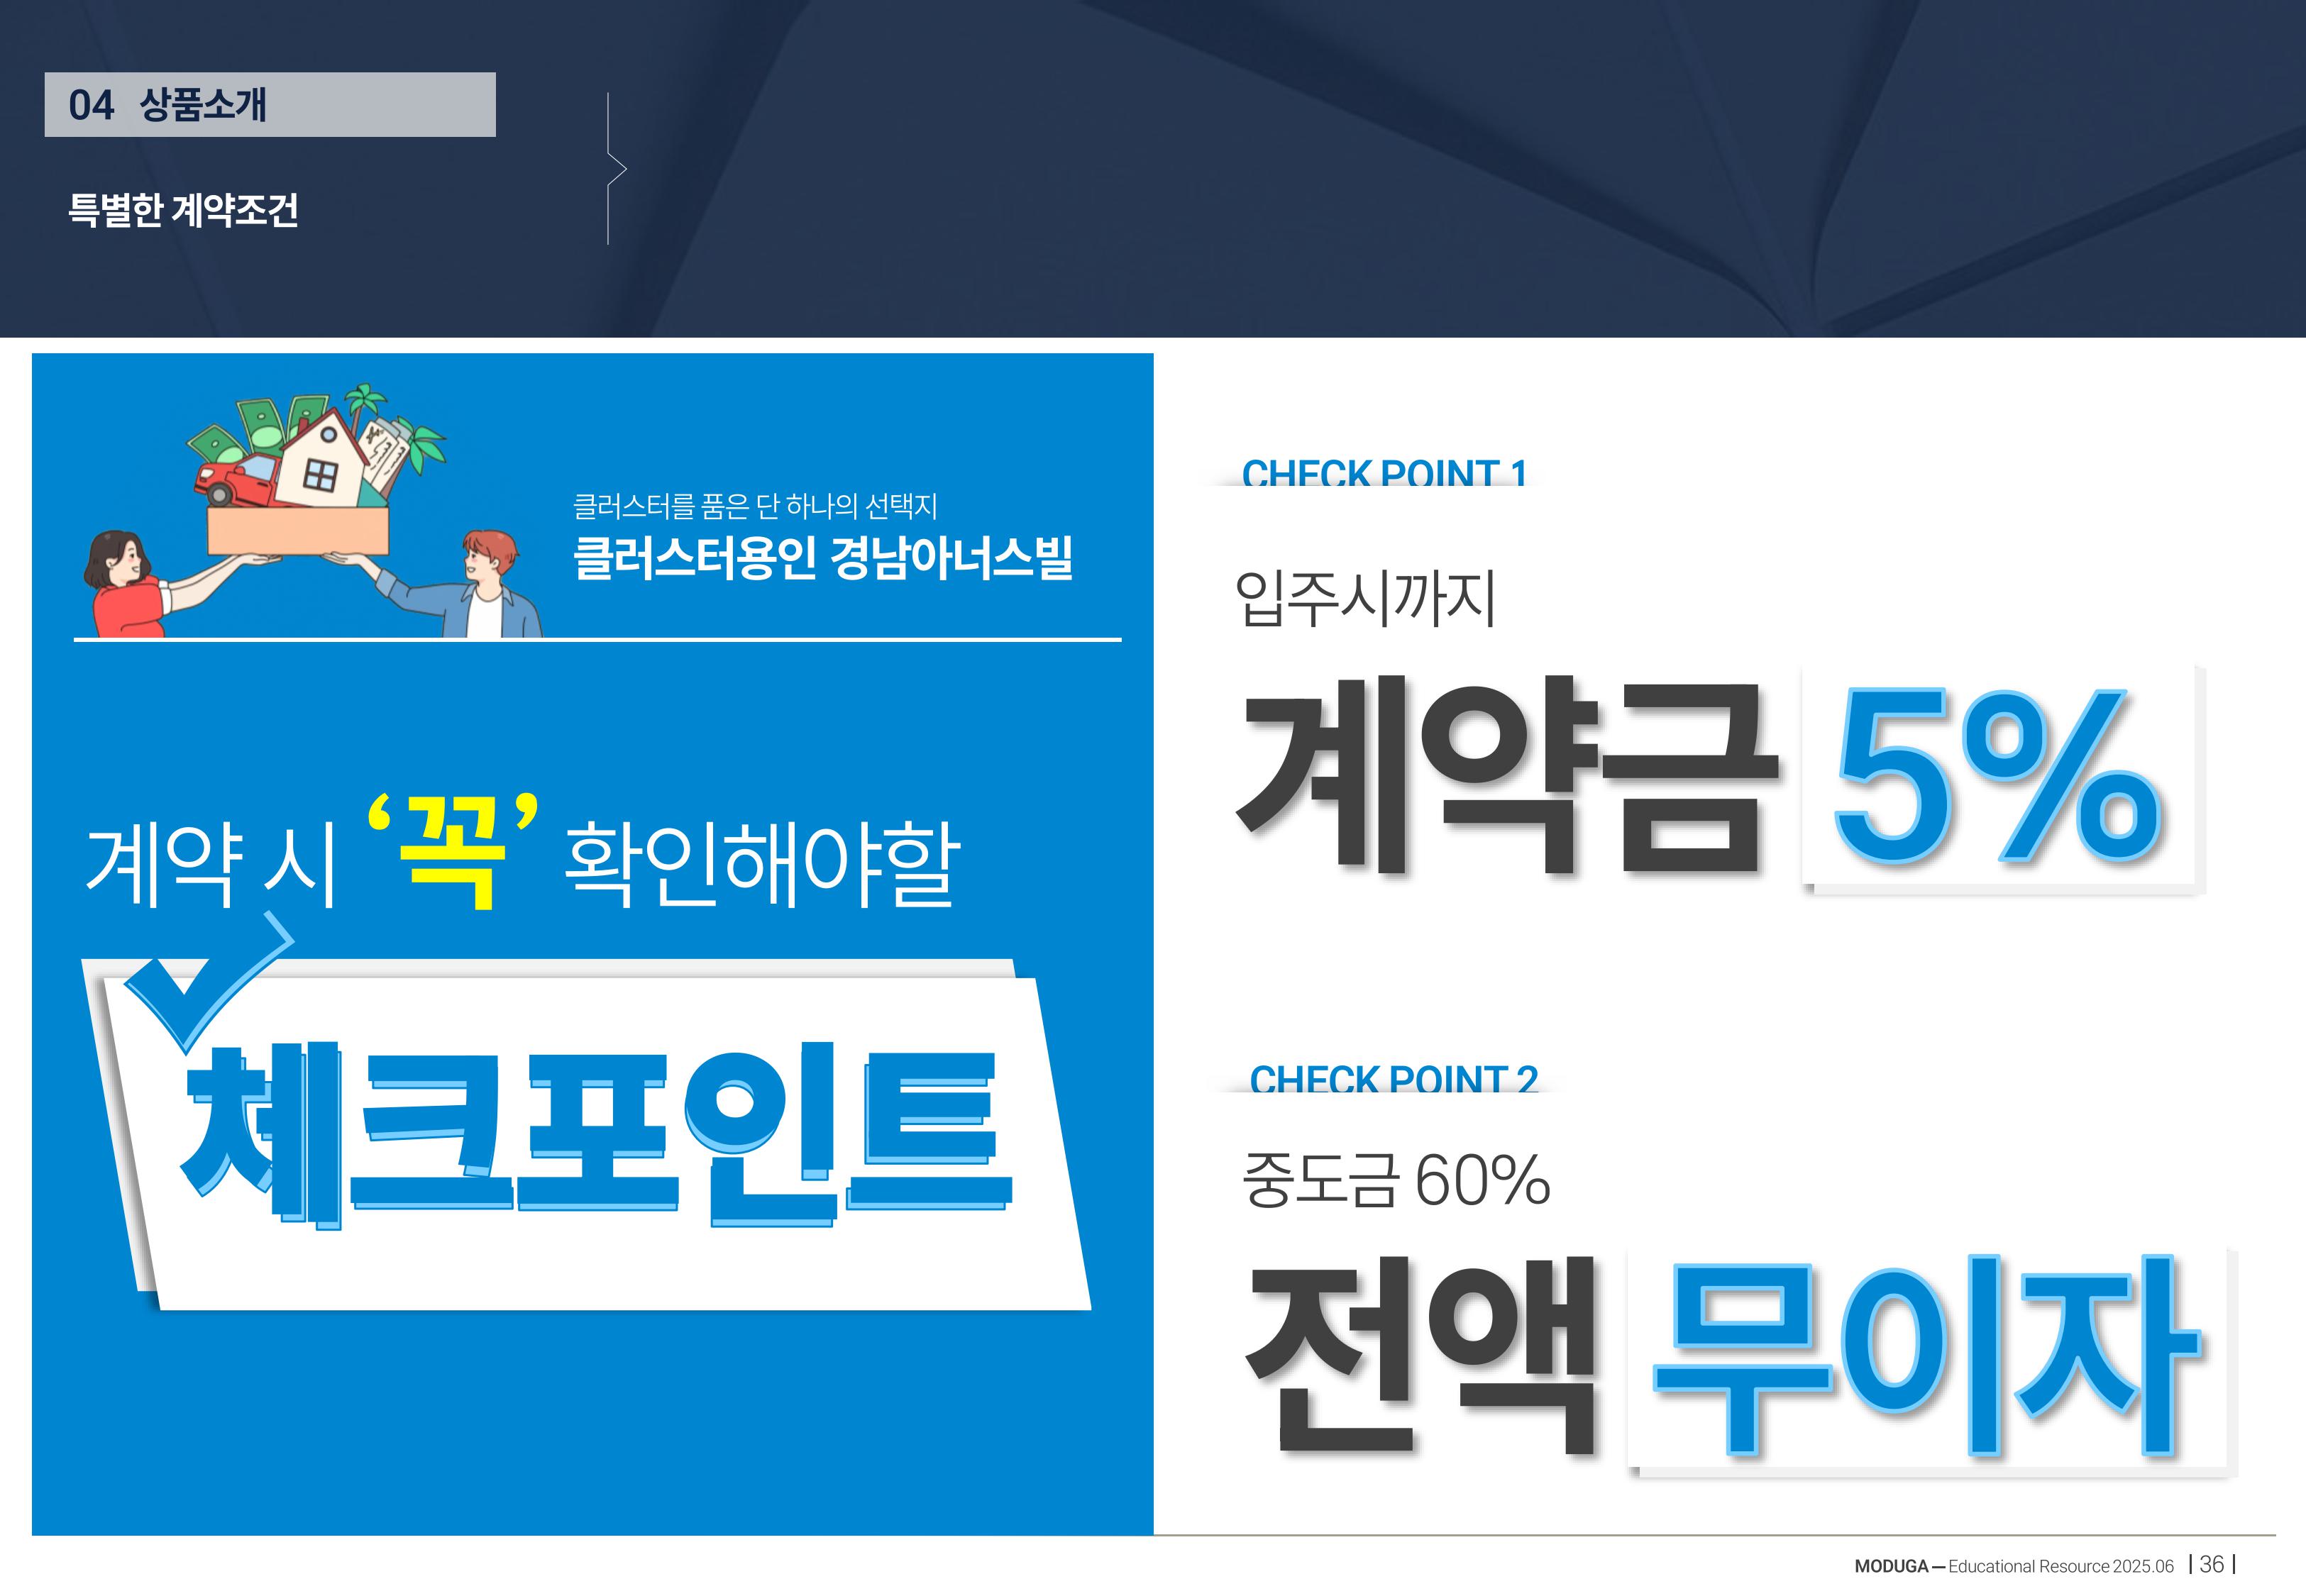 04 상품소개
특별한 계약조건
클러스터를 품은 단 하나의 선택지
클러스터용인 경남아너스빌
계약 시 ‘꼭’ 확인해야할
체크포인트
CHECK POINT 1
입주시까지
계약금 5%
CHECK POINT 2
중도금 60%
전액 무이자
MODUGA — Educational Resource 2025.06 | 36 |